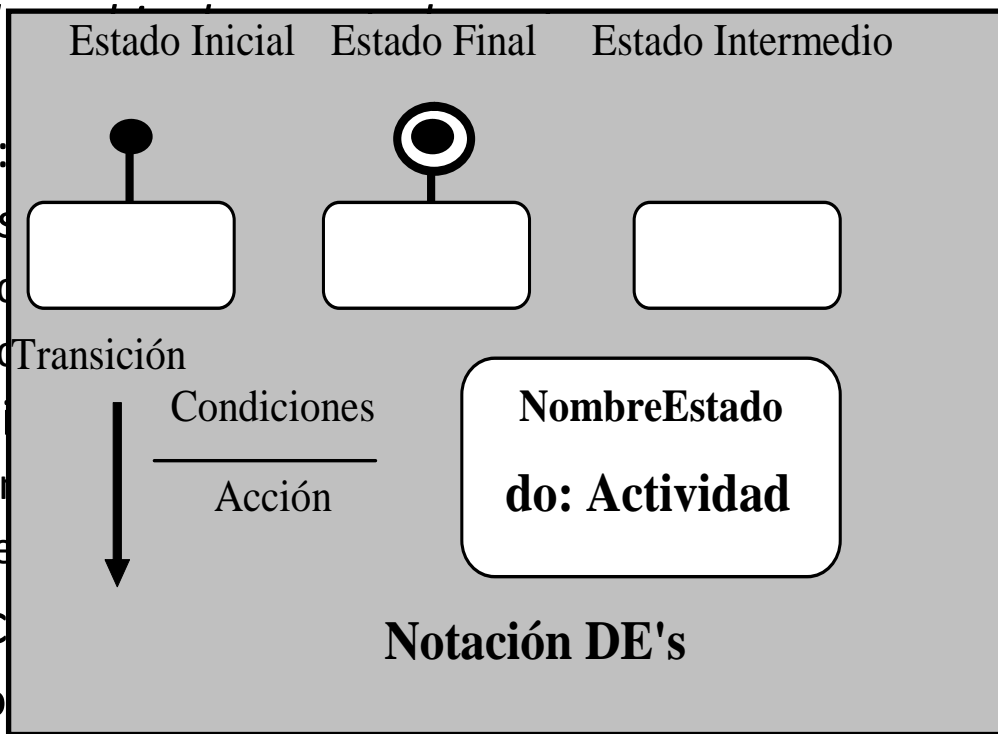 Estado Inicial Estado Final Estado Intermedio
Transición
Condiciones
Acción
NombreEstado
do: Actividad
Notación DE's